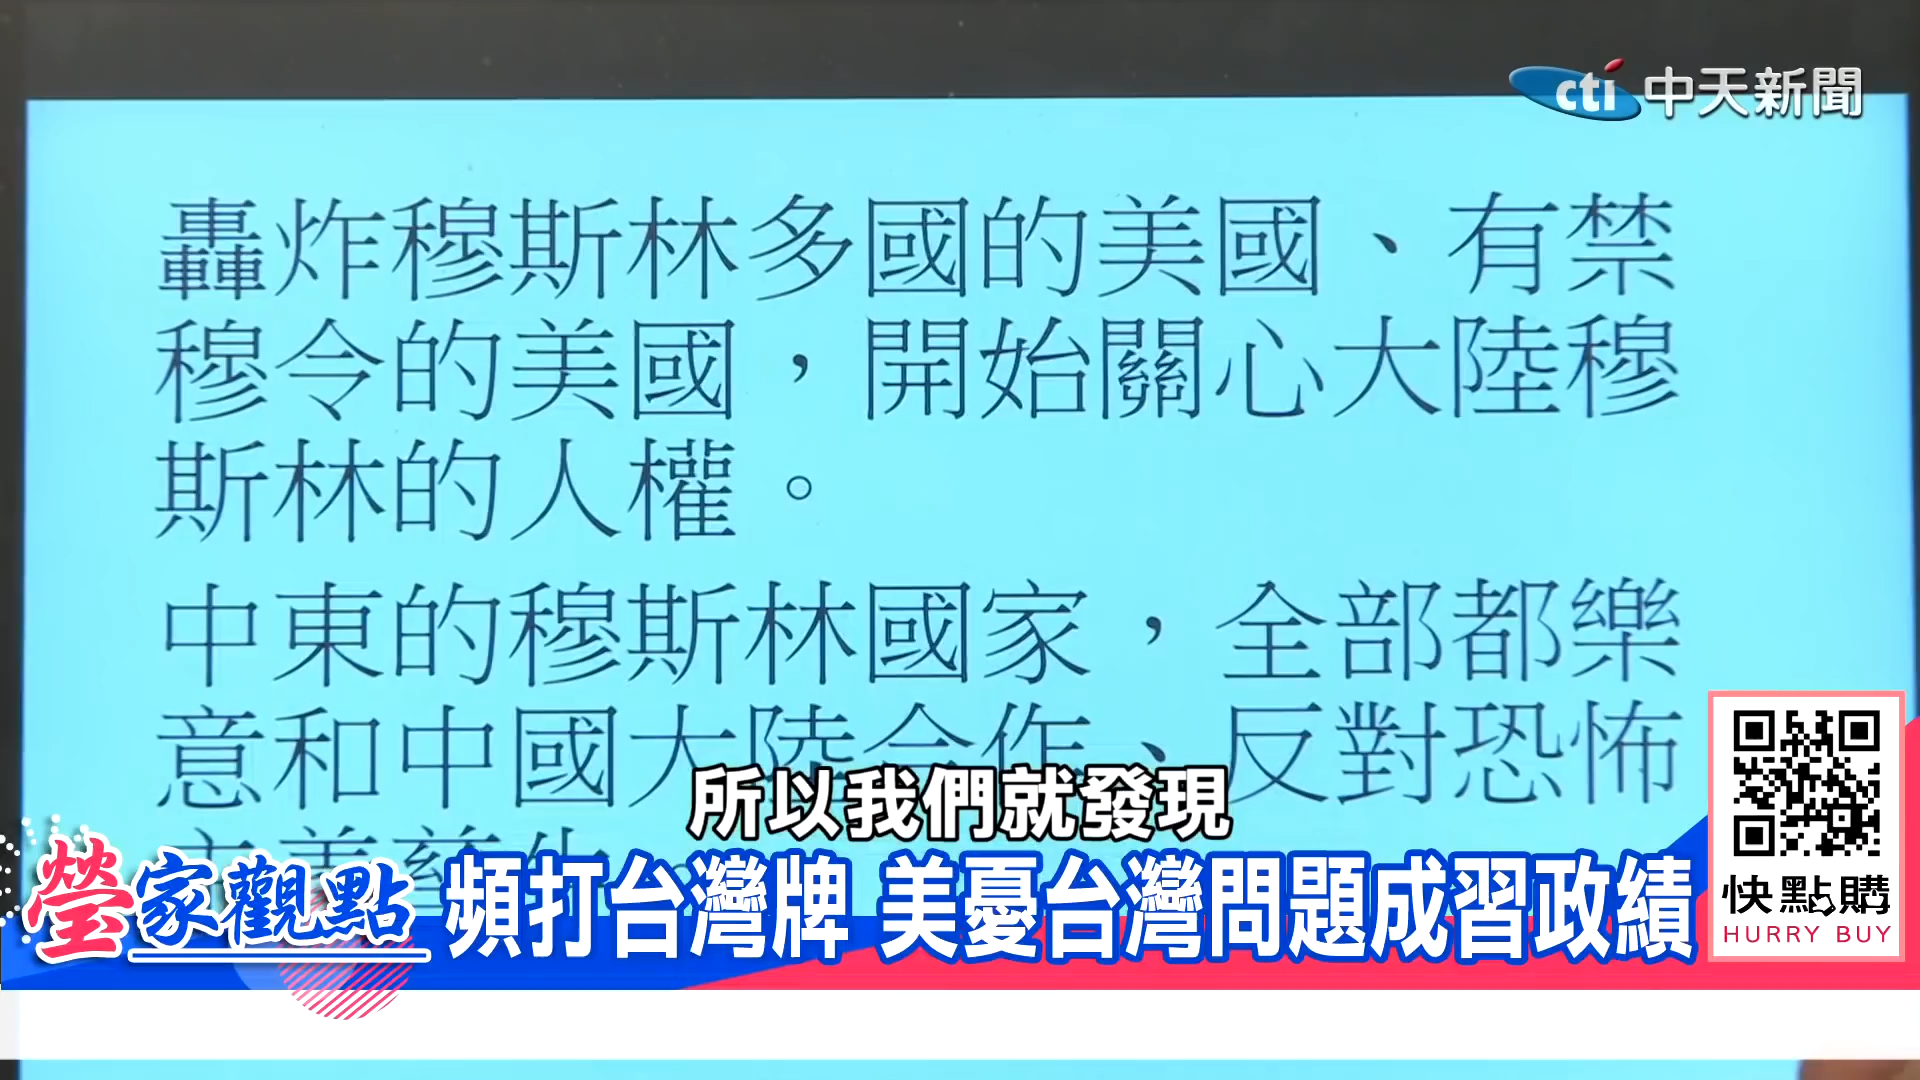 cti 中天新聞
轟炸穆斯林多國的美國、有禁
穆令的美國，開始關心大陸穆
斯林的人權。
中東的穆斯林國家，全部都樂
意和中國大陸合作、反對恐怖
所以我們就發現
瑩家觀點
頻打台灣牌 美憂台灣問題成習政績
快點購
HURRY BUY